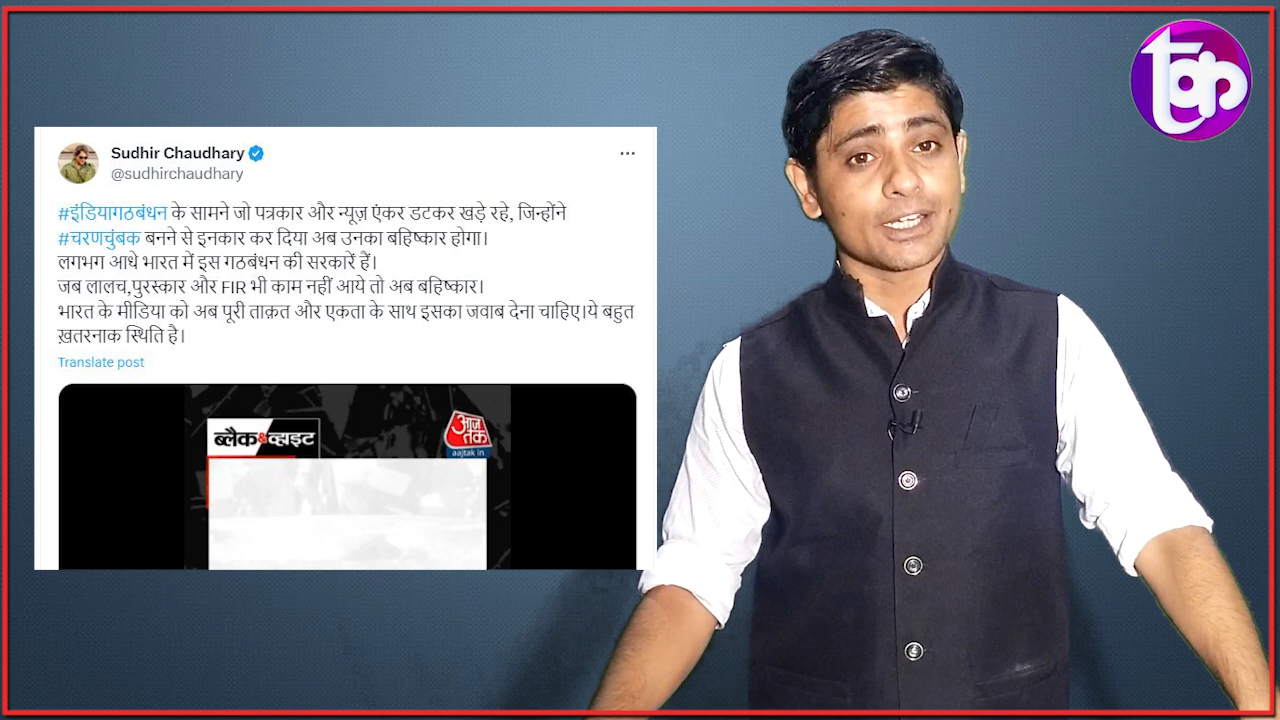 Sudhir Chaudhary
@sudhirchaudhary
#इंडियागठबंधन के सामने जो पत्रकार और न्यूज़ एंकर डटकर खड़े रहे, जिन्होंने
#चरणचुंबक बनने से इनकार कर दिया अब उनका बहिष्कार होगा।
लगभग आधे भारत में इस गठबंधन की सरकारें हैं।
जब लालच,पुरस्कार और FIR भी काम नहीं आये तो अब बहिष्कार।
भारत के मीडिया को अब पूरी ताक़त और एकता के साथ इसका जवाब देना चाहिए।ये बहुत
ख़तरनाक स्थिति है।
Translate post
ब्लैक&व्हाइट
आज
तक
aajtak in